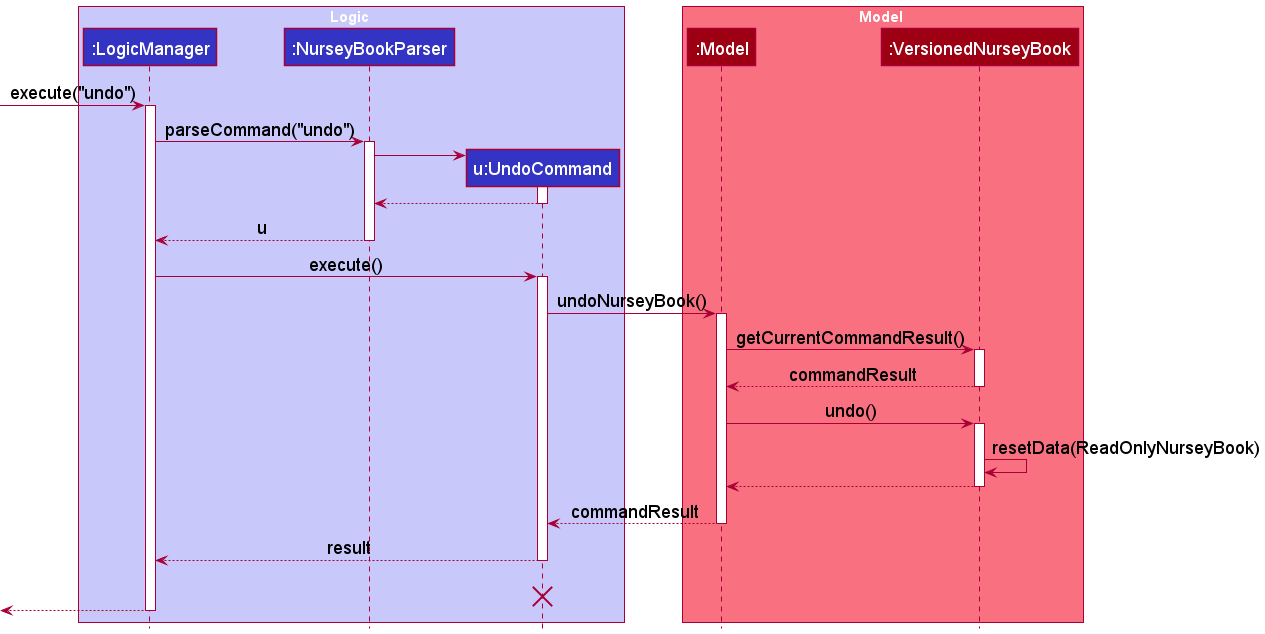 Logic
Model
:LogicManager
:NurseyBookParser
:Model
:VersionedNurseyBook
execute("undo")
parseCommand("undo")
u:UndoCommand
u
execute()
undoNurseyBook()
getCurrentCommandResult()
commandResult
undo()
resetData(ReadOnlyNurseyBook)
commandResult
result